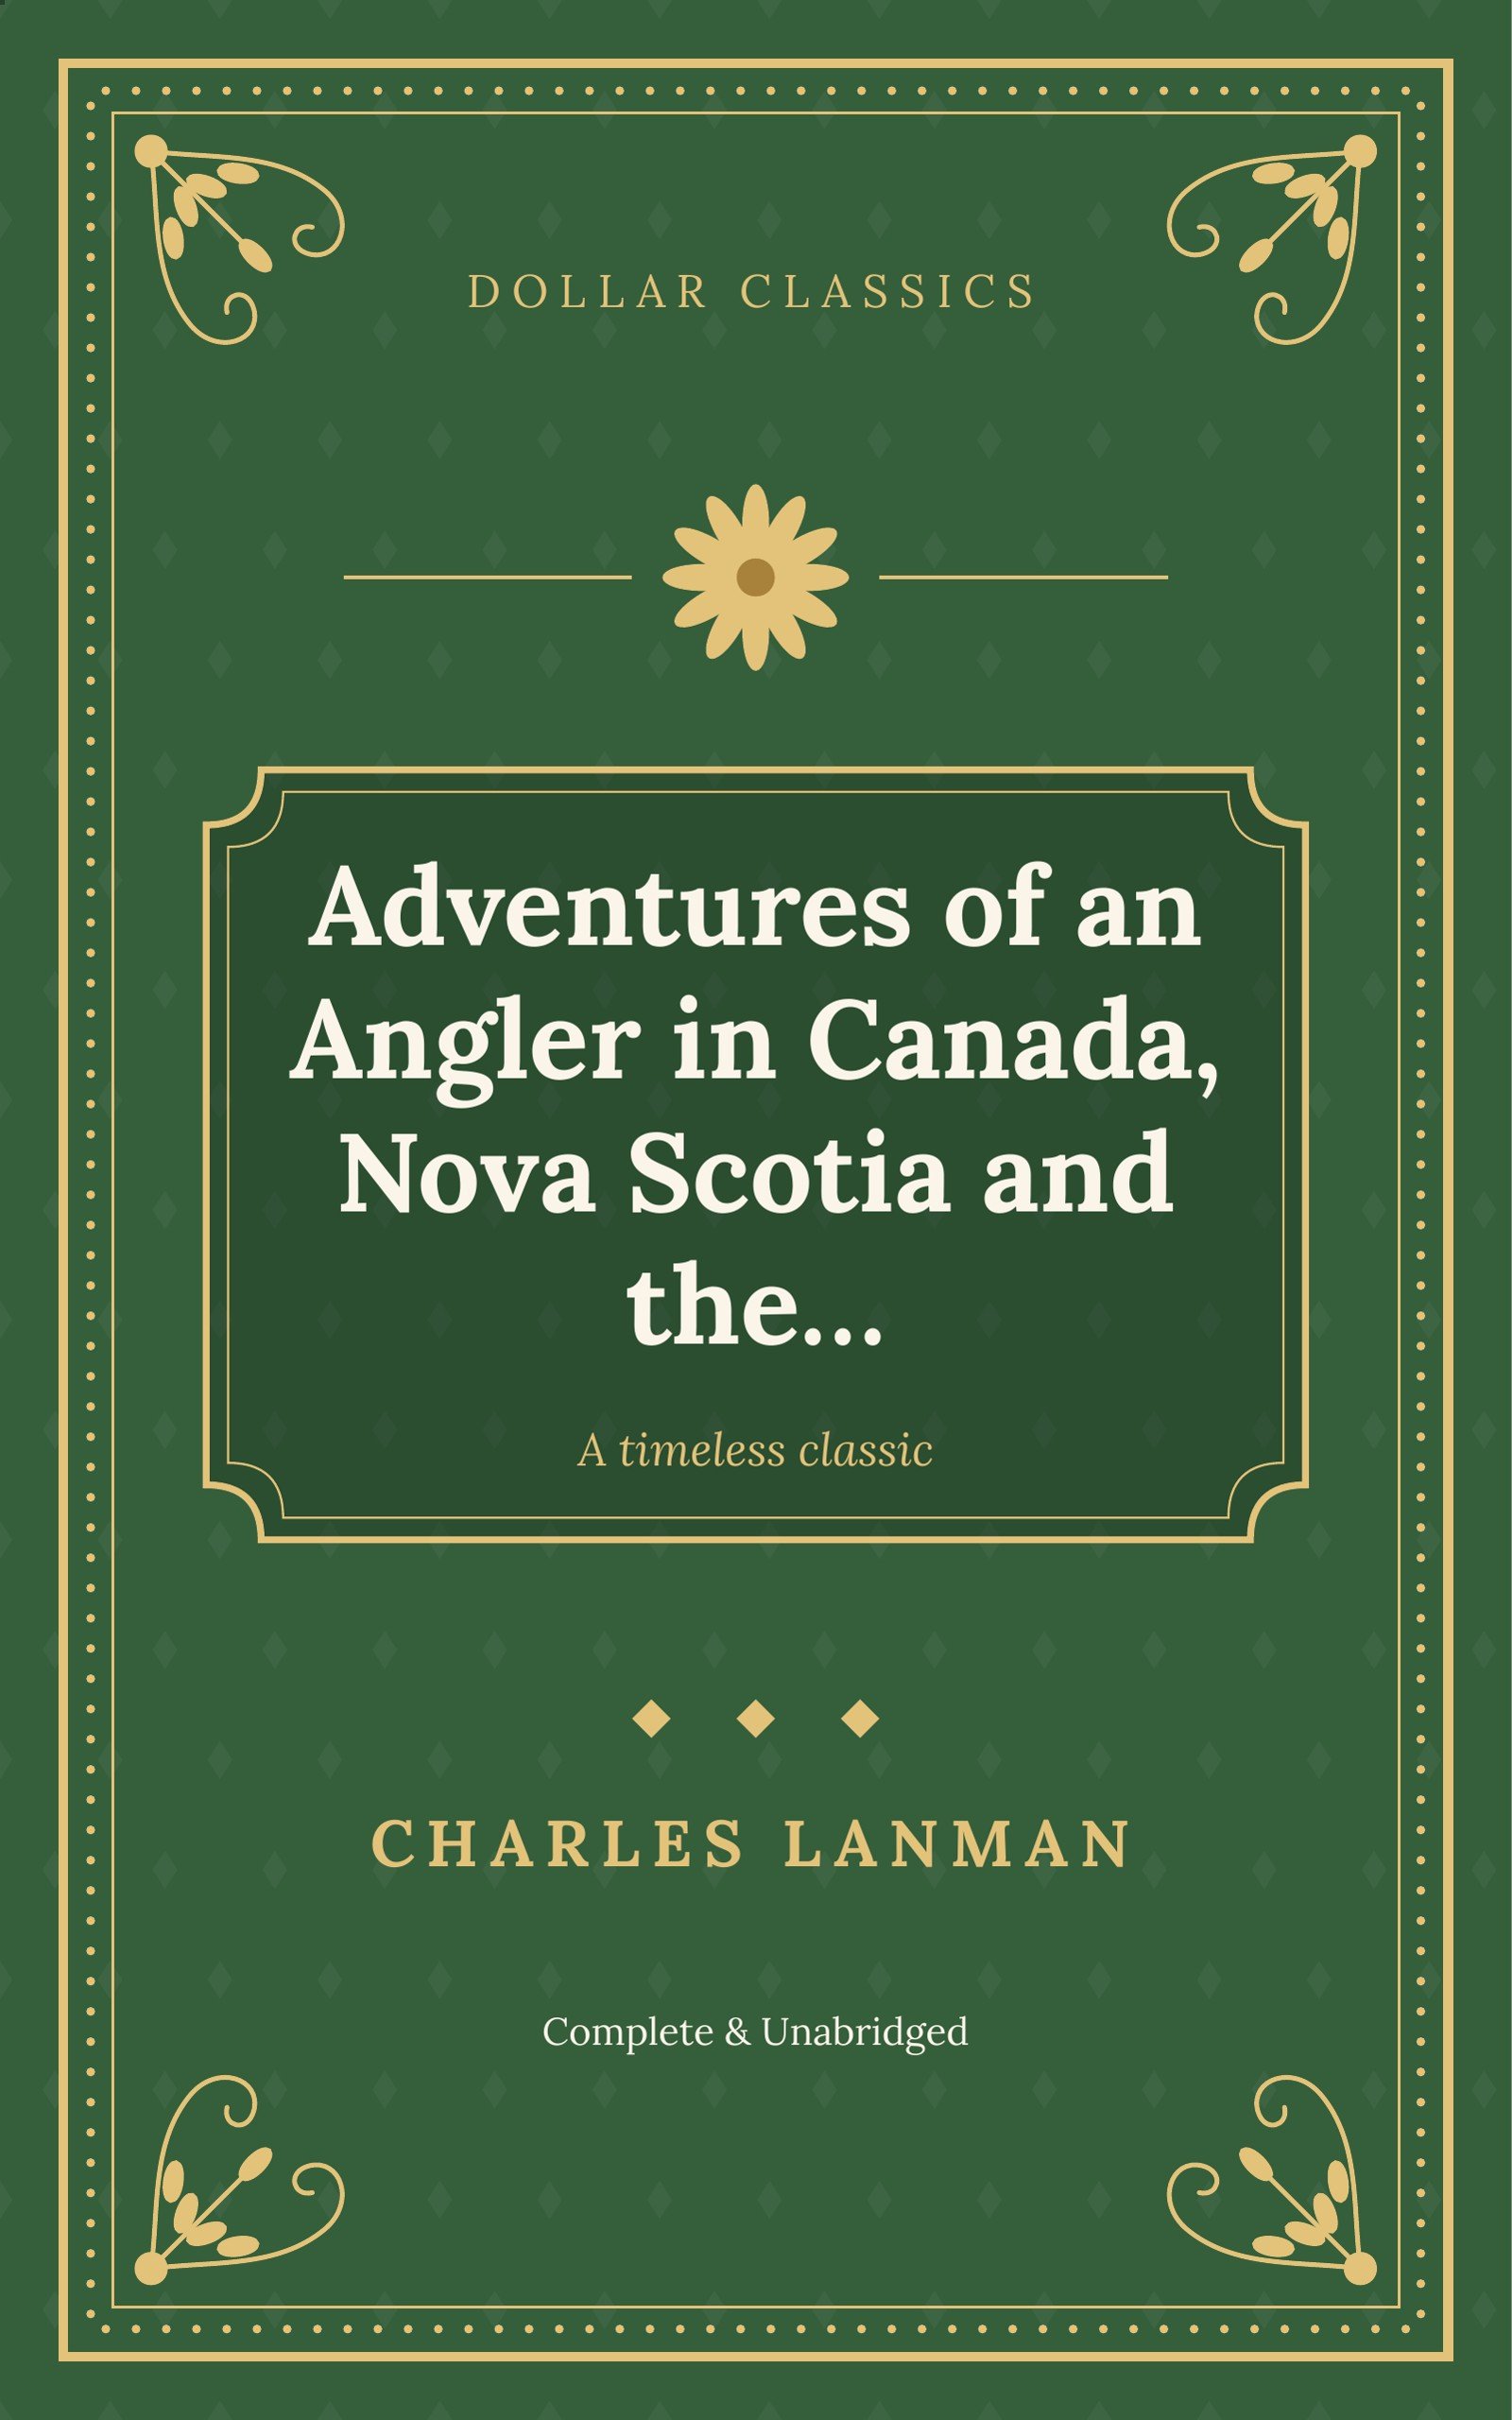 DOLLAR CLASSICS
Adventures of an
Angler in Canada,
Nova Scotia and
the...
A timeless classic
CHARLES LANMAN
Complete & Unabridged